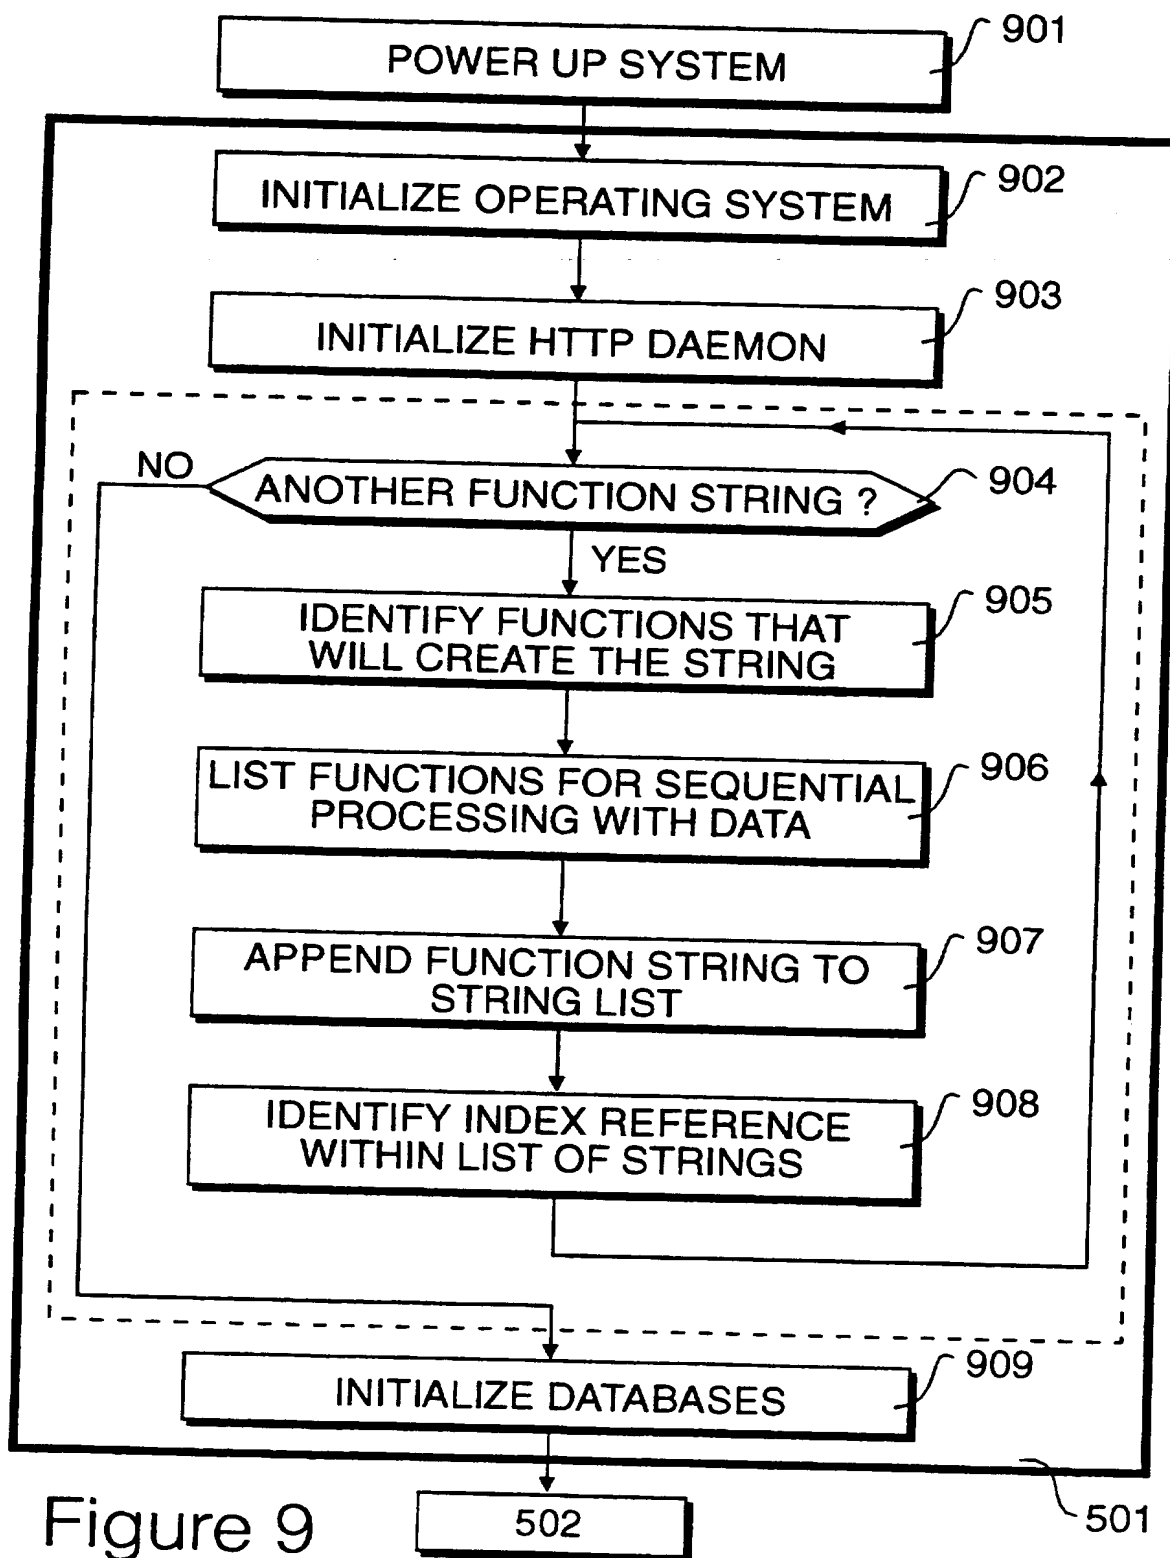 901
POWER UP SYSTEM
902
INITIALIZE OPERATING SYSTEM
903
INITIALIZE HTTP DAEMON
NO
904
ANOTHER FUNCTION STRING ?
YES
905
IDENTIFY FUNCTIONS THAT
WILL CREATE THE STRING
906
LIST FUNCTIONS FOR SEQUENTIAL
PROCESSING WITH DATA
907
APPEND FUNCTION STRING TO
STRING LIST
908
IDENTIFY INDEX REFERENCE
WITHIN LIST OF STRINGS
909
INITIALIZE DATABASES
501
502
Figure 9